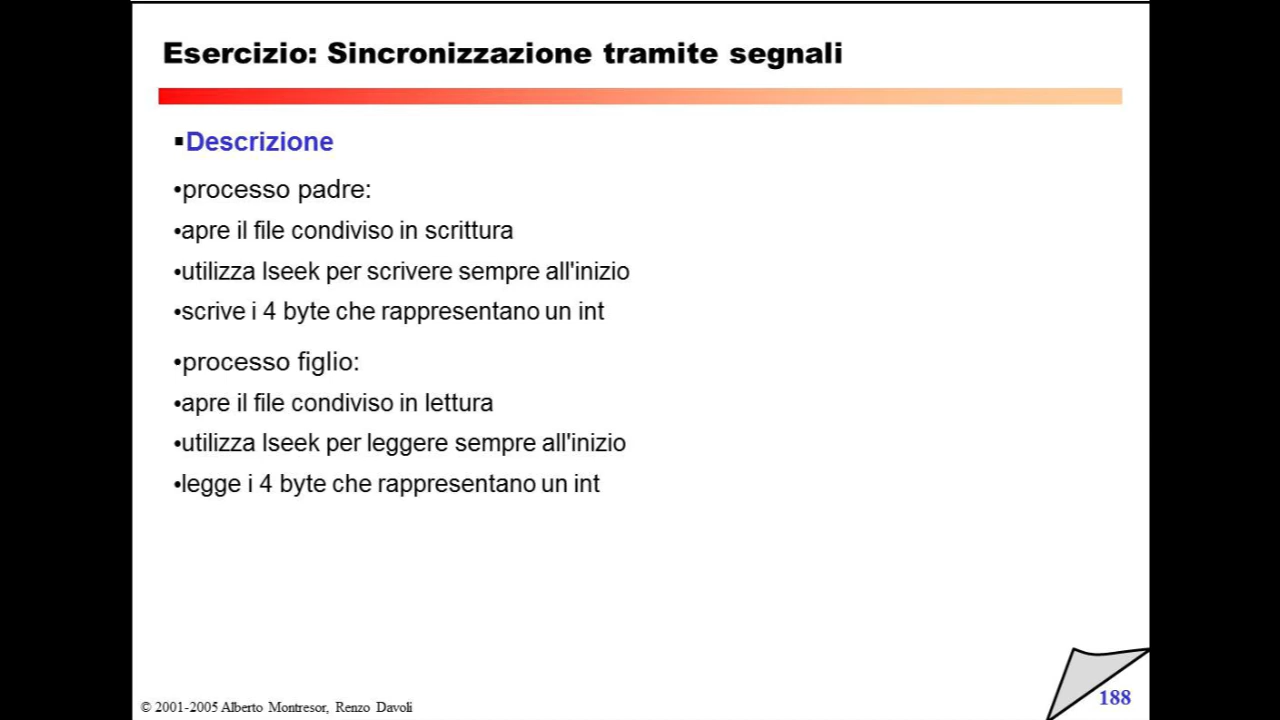 Esercizio: Sincronizzazione tramite segnali
▪Descrizione
•processo padre:
•apre il file condiviso in scrittura
•utilizza lseek per scrivere sempre all'inizio
•scrive i 4 byte che rappresentano un int
•processo figlio:
•apre il file condiviso in lettura
•utilizza lseek per leggere sempre all'inizio
•legge i 4 byte che rappresentano un int
© 2001-2005 Alberto Montresor, Renzo Davoli
188